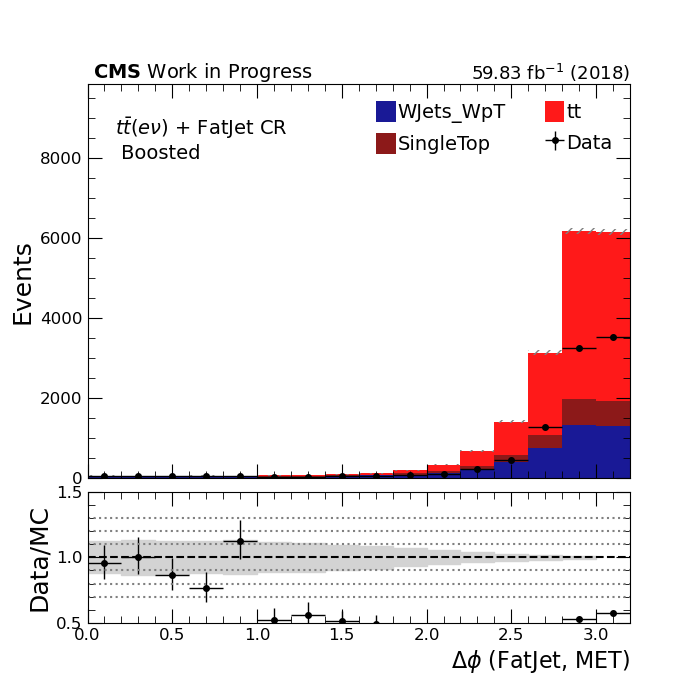 CMS Work in Progress 59.83 fb⁻¹ (2018)
tt̄(eν) + FatJet CR
Boosted
WJets_WpT tt
SingleTop Data
Events
8000
6000
4000
2000
0
Data/MC
1.5
1.0
0.5
0.0 0.5 1.0 1.5 2.0 2.5 3.0
Δϕ (FatJet, MET)